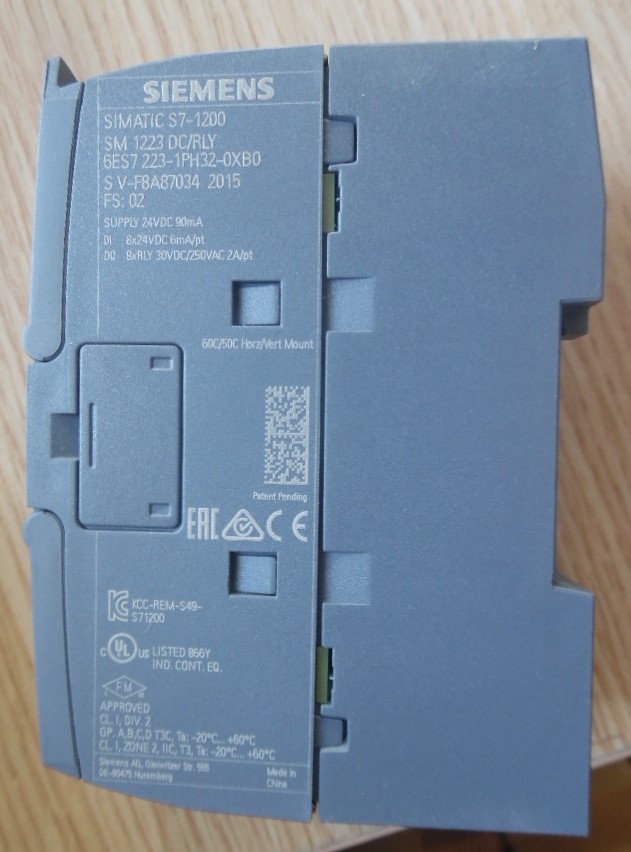 SIEMENS
SIMATIC S7-1200
SM 1223 DC/RLY
6ES7 223-1PH32-0XB0
S V-F8A87034 2015
FS: 02
SUPPLY 24VDC 90mA
DI 8x24VDC 6mA/pt
DQ 8xRLY 30VDC/250VAC 2A/pt
60C/50C Horz/Vert Mount
Patent Pending
EAC CE
KCC-REM-S49-
S71200
C UL US LISTED 866Y
IND. CONT. EQ.
FM
APPROVED
CL. I, DIV. 2
GP. A,B,C,D T3C, Ta: -20°C... +60°C
CL. I, ZONE 2, IIC, T3, Ta: -20°C... +60°C
Siemens AG, Gleiwitzer Str. 555
DE-90475 Nuremberg
Made in
China